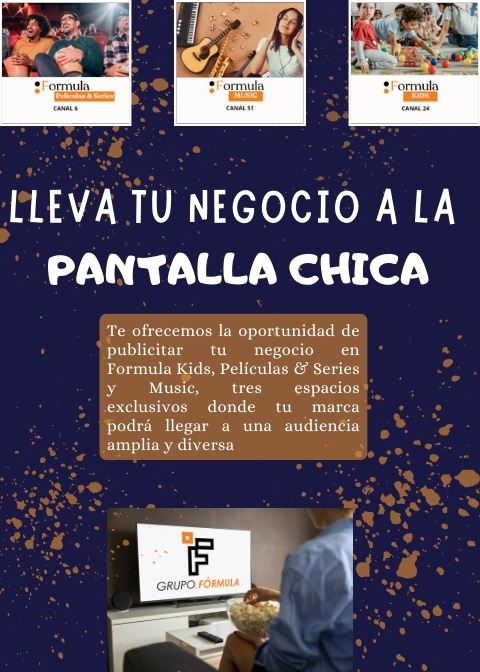 Formula
Películas & Series
CANAL 6
Formula
MUSIC
CANAL 51
Formula
KIDS
CANAL 24
LLEVA TU NEGOCIO A LA
PANTALLA CHICA
Te ofrecemos la oportunidad de
publicitar tu negocio en
Formula Kids, Películas & Series
y Music, tres espacios
exclusivos donde tu marca
podrá llegar a una audiencia
amplia y diversa
GRUPO FÓRMULA